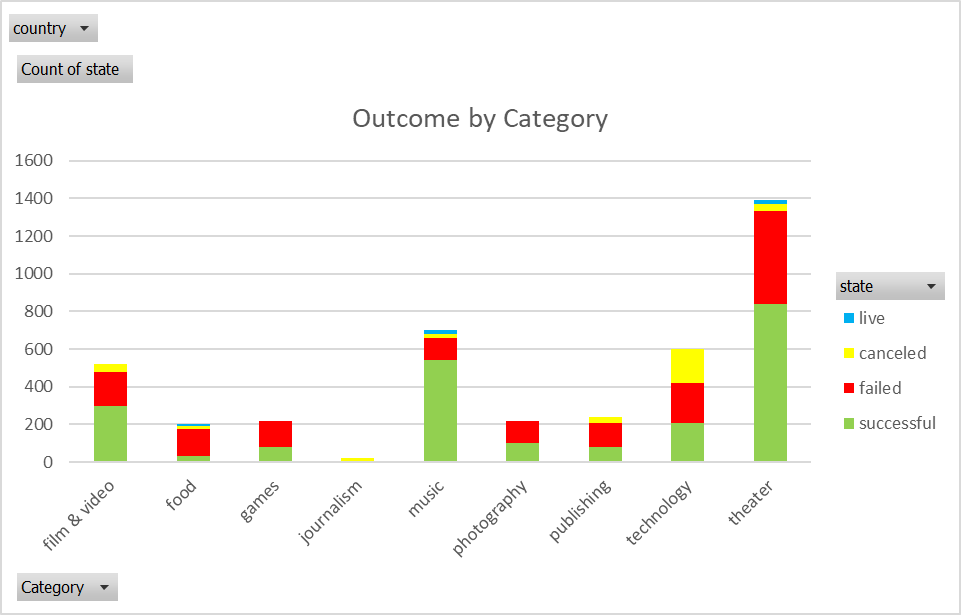 country
Count of state
Outcome by Category
1600
1400
1200
1000
800
600
400
200
0
film & video
food
games
journalism
music
photography
publishing
technology
theater
state
live
canceled
failed
successful
Category